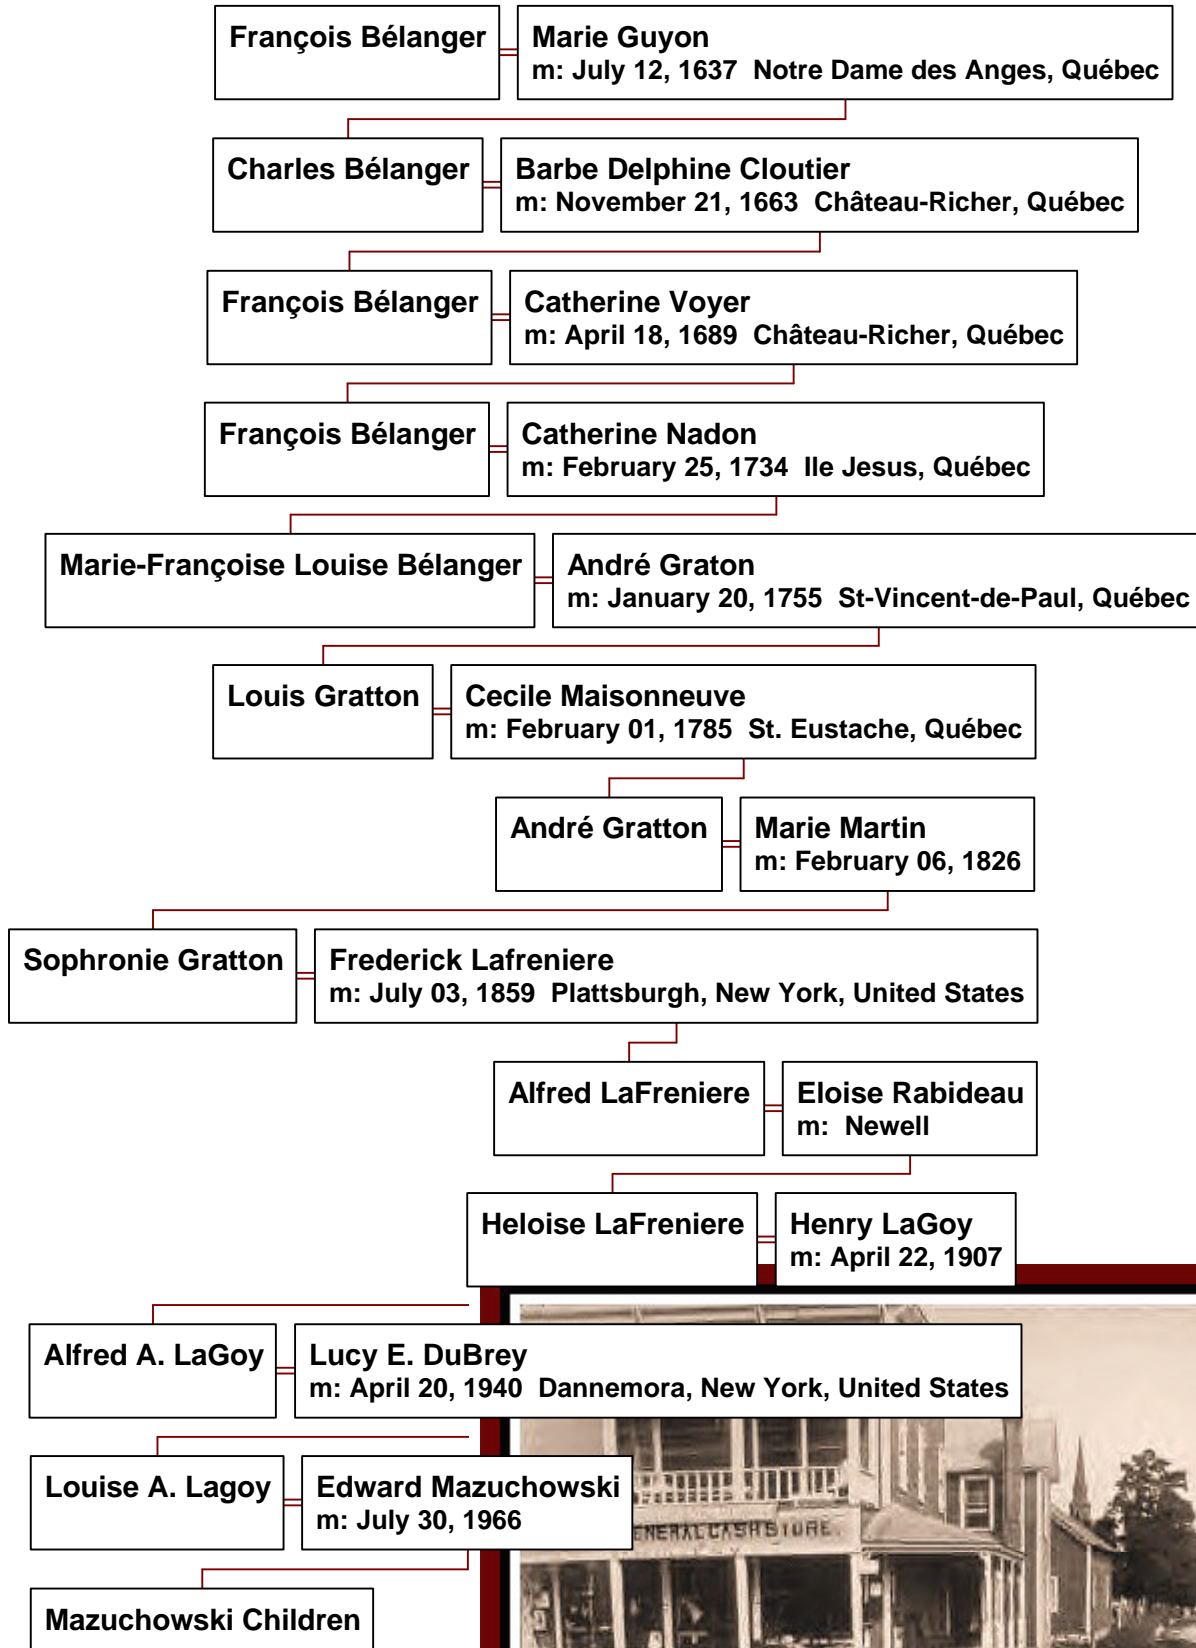 François Bélanger
Marie Guyon
m: July 12, 1637 Notre Dame des Anges, Québec
Charles Bélanger
Barbe Delphine Cloutier
m: November 21, 1663 Château-Richer, Québec
François Bélanger
Catherine Voyer
m: April 18, 1689 Château-Richer, Québec
François Bélanger
Catherine Nadon
m: February 25, 1734 Ile Jesus, Québec
Marie-Françoise Louise Bélanger
André Graton
m: January 20, 1755 St-Vincent-de-Paul, Québec
Louis Gratton
Cecile Maisonneuve
m: February 01, 1785 St. Eustache, Québec
André Gratton
Marie Martin
m: February 06, 1826
Sophronie Gratton
Frederick Lafreniere
m: July 03, 1859 Plattsburgh, New York, United States
Alfred LaFreniere
Eloise Rabideau
m: Newell
Heloise LaFreniere
Henry LaGoy
m: April 22, 1907
Alfred A. LaGoy
Lucy E. DuBrey
m: April 20, 1940 Dannemora, New York, United States
Louise A. Lagoy
Edward Mazuchowski
m: July 30, 1966
ENERAL CASH STORE.
Mazuchowski Children